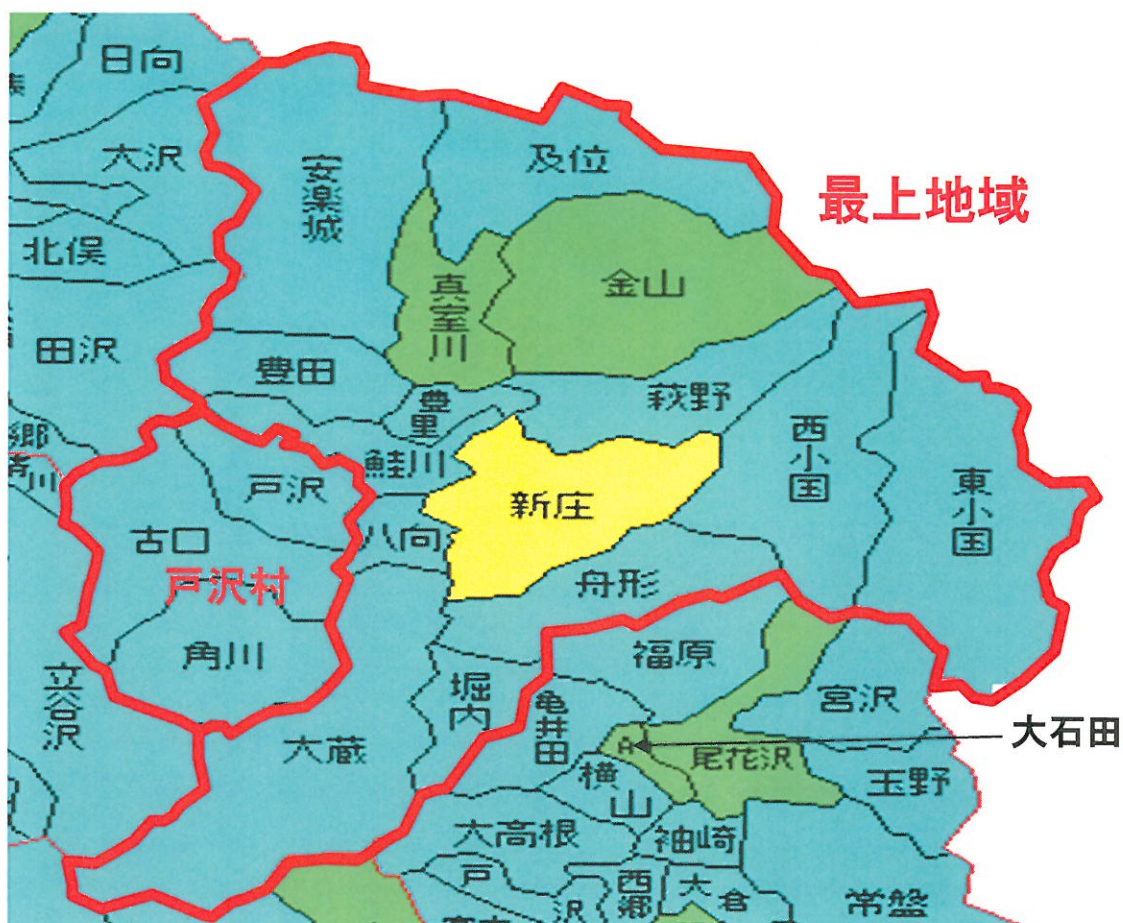 日向
大沢
北俣
田沢
安楽城
及位
最上地域
真室川
金山
豊田
豊里
萩野
西小国
東小国
鮭川
戸沢
新庄
古口
八向
戸沢村
舟形
角川
福原
立谷沢
堀内
亀井田
宮沢
大石田
大蔵
A
尾花沢
横山
玉野
大高根
袖崎
戸沢
西郷
大倉
常盤